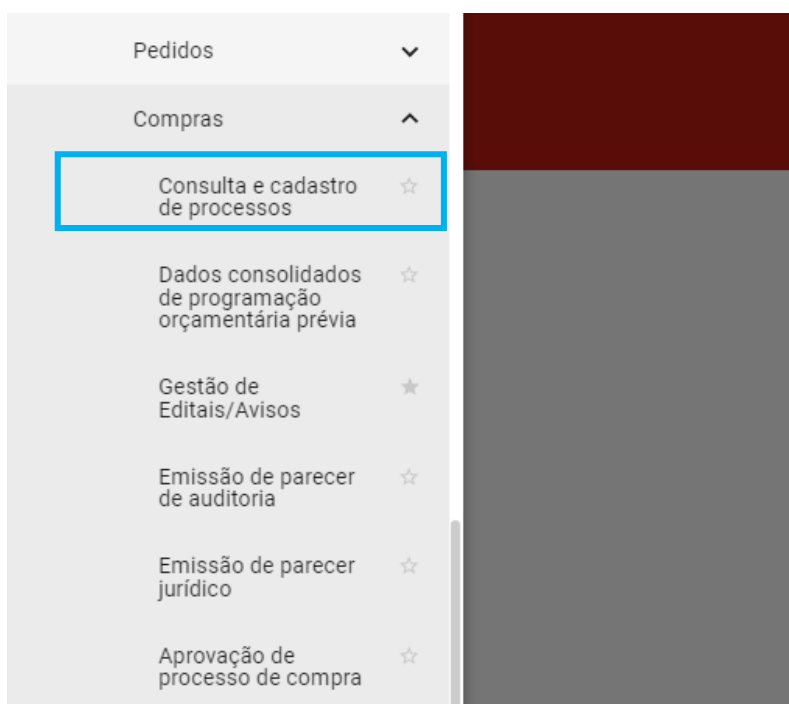 Pedidos
Compras
Consulta e cadastro
de processos
Dados consolidados
de programação
orçamentária prévia
Gestão de
Editais/Avisos
Emissão de parecer
de auditoria
Emissão de parecer
jurídico
Aprovação de
processo de compra